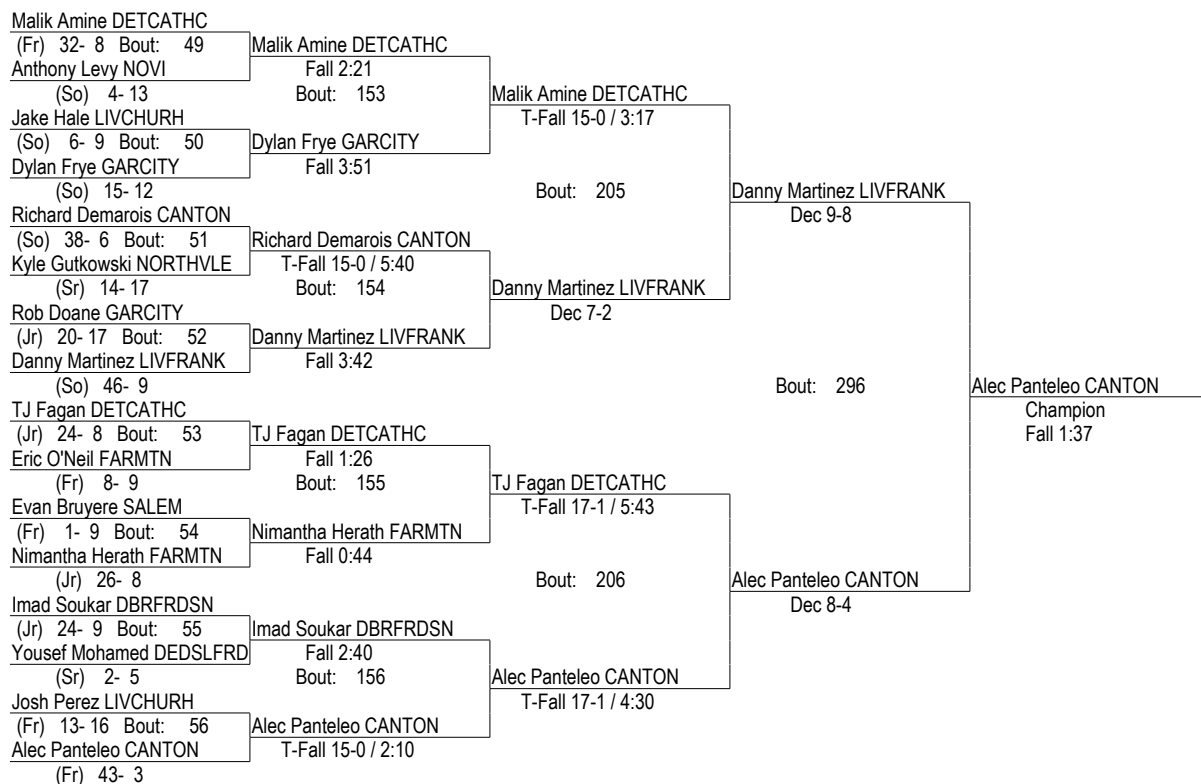 Malik Amine DETCATHC
(Fr) 32- 8 Bout: 49
Anthony Levy NOVI
(So) 4- 13
Jake Hale LIVCHURH
(So) 6- 9 Bout: 50
Dylan Frye GARCITY
(So) 15- 12
Richard Demarois CANTON
(So) 38- 6 Bout: 51
Kyle Gutkowski NORTHVLE
(Sr) 14- 17
Rob Doane GARCITY
(Jr) 20- 17 Bout: 52
Danny Martinez LIVFRANK
(So) 46- 9
TJ Fagan DETCATHC
(Jr) 24- 8 Bout: 53
Eric O'Neil FARMTN
(Fr) 8- 9
Evan Bruyere SALEM
(Fr) 1- 9 Bout: 54
Nimantha Herath FARMTN
(Jr) 26- 8
Imad Soukar DBRFRDSN
(Jr) 24- 9 Bout: 55
Yousef Mohamed DEDSLFRD
(Sr) 2- 5
Josh Perez LIVCHURH
(Fr) 13- 16 Bout: 56
Alec Panteleo CANTON
(Fr) 43- 3
Malik Amine DETCATHC
Fall 2:21
Bout: 153
Dylan Frye GARCITY
Fall 3:51
Richard Demarois CANTON
T-Fall 15-0 / 5:40
Bout: 154
Danny Martinez LIVFRANK
Fall 3:42
TJ Fagan DETCATHC
Fall 1:26
Bout: 155
Nimantha Herath FARMTN
Fall 0:44
Imad Soukar DBRFRDSN
Fall 2:40
Bout: 156
Alec Panteleo CANTON
T-Fall 15-0 / 2:10
Malik Amine DETCATHC
T-Fall 15-0 / 3:17
Bout: 205
Danny Martinez LIVFRANK
Dec 7-2
TJ Fagan DETCATHC
T-Fall 17-1 / 5:43
Bout: 206
Alec Panteleo CANTON
T-Fall 17-1 / 4:30
Danny Martinez LIVFRANK
Dec 9-8
Bout: 296
Alec Panteleo CANTON
Dec 8-4
Alec Panteleo CANTON
Champion
Fall 1:37